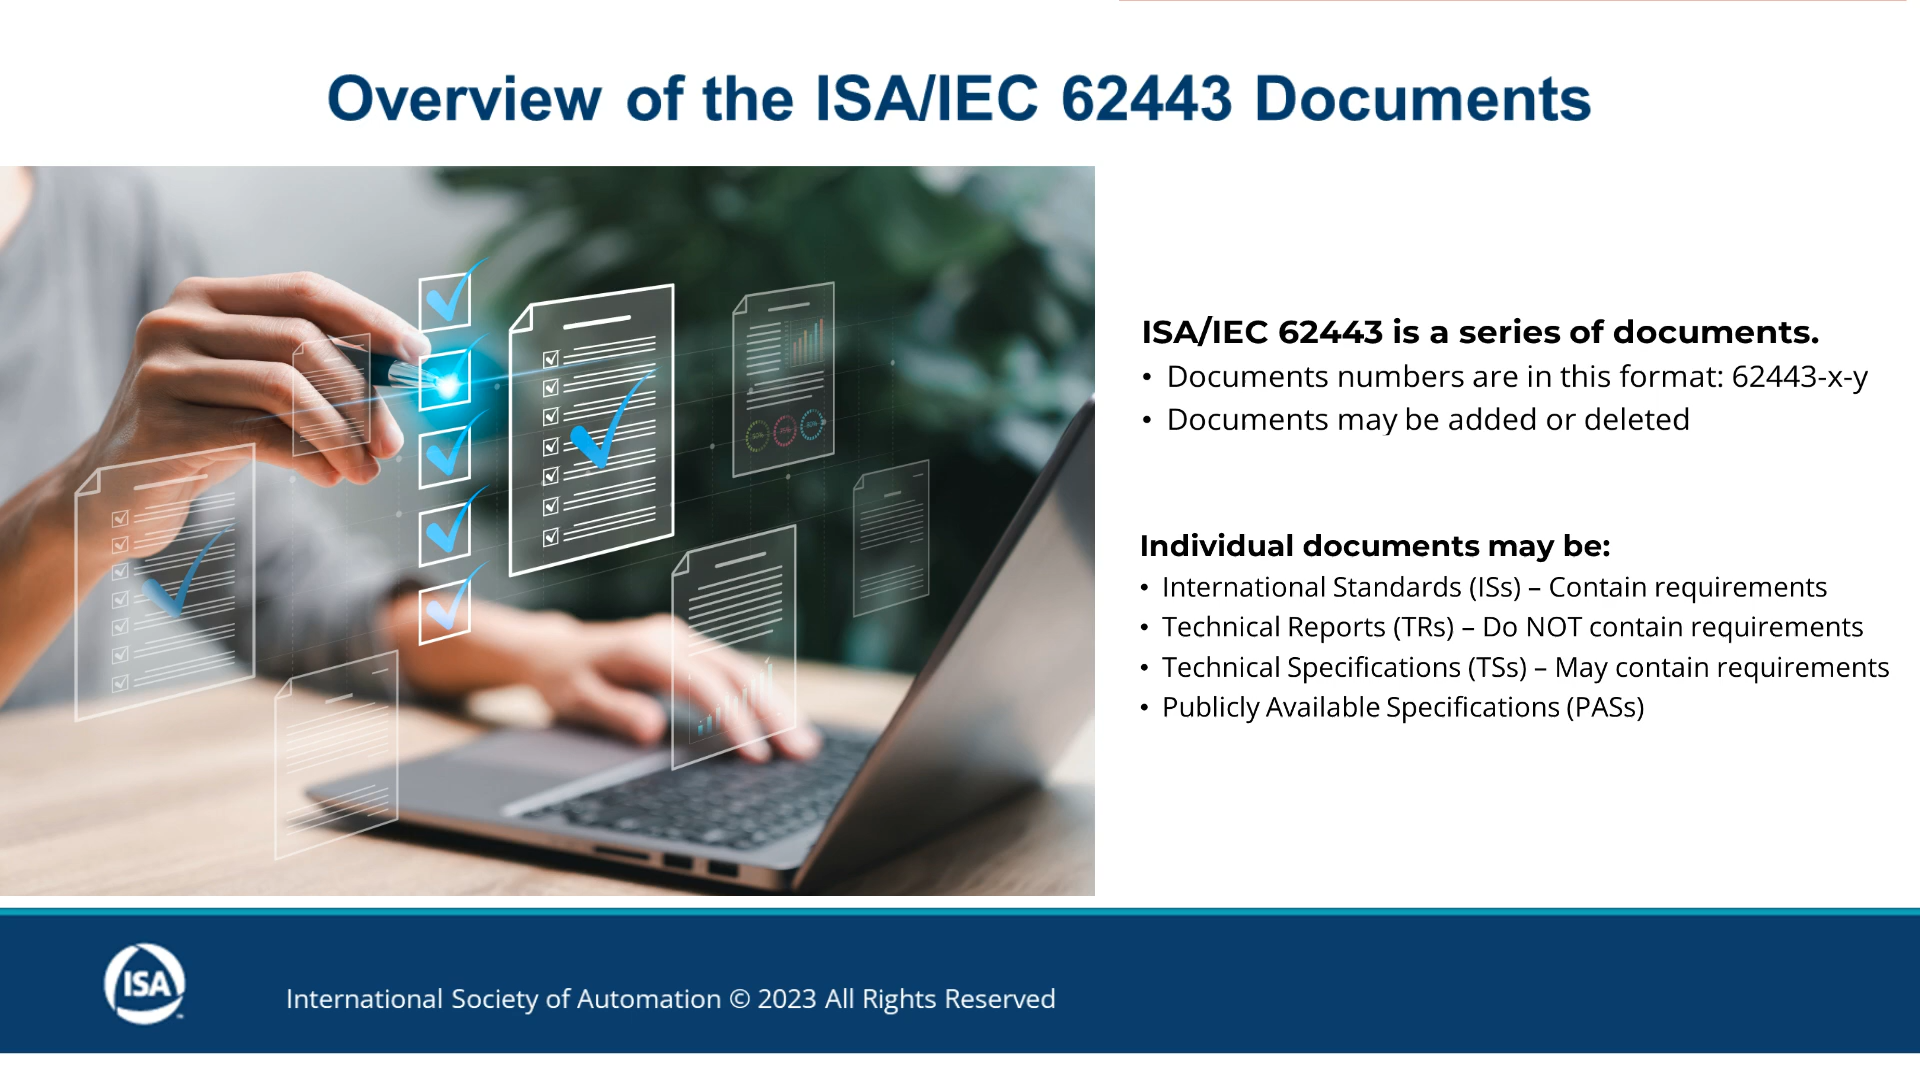 Overview of the ISA/IEC 62443 Documents
ISA/IEC 62443 is a series of documents.
• Documents numbers are in this format: 62443-x-y
• Documents may be added or deleted
Individual documents may be:
• International Standards (ISs) – Contain requirements
• Technical Reports (TRs) – Do NOT contain requirements
• Technical Specifications (TSs) – May contain requirements
• Publicly Available Specifications (PASs)
ISA
International Society of Automation © 2023 All Rights Reserved